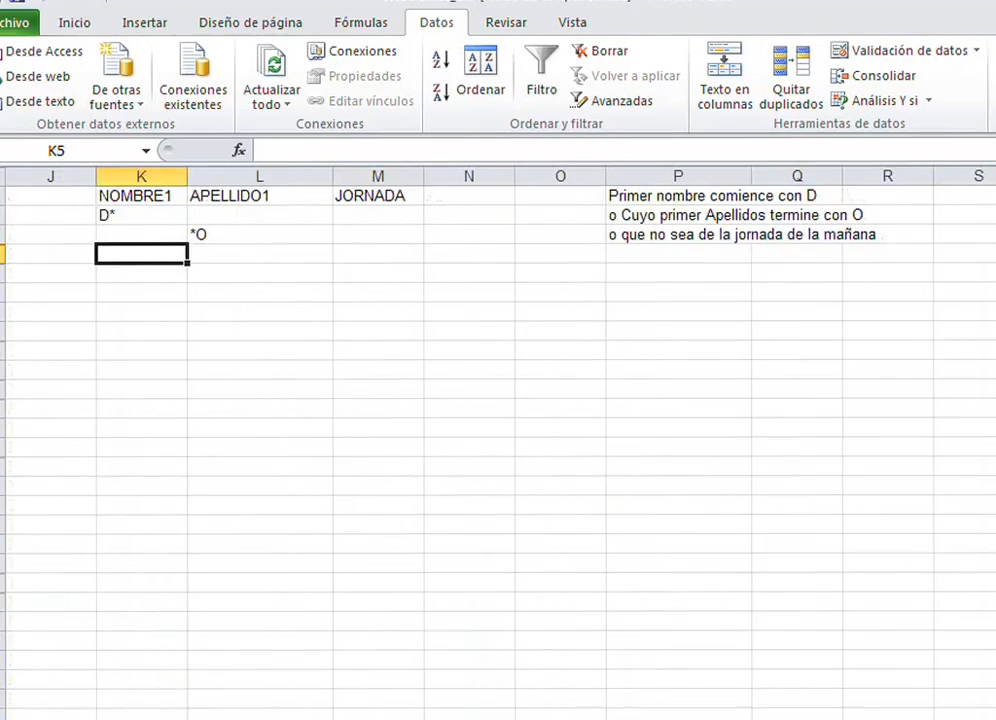 chivo Inicio Insertar Diseño de página Fórmulas Datos Revisar Vista
Desde Access
Desde web
Desde texto
De otras
fuentes
Conexiones
existentes
Obtener datos externos
Actualizar
todo
Conexiones
Propiedades
Editar vínculos
Conexiones
Ordenar
Filtro
Borrar
Volver a aplicar
Avanzadas
Ordenar y filtrar
Texto en
columnas
Quitar
duplicados
Validación de datos
Consolidar
Análisis Y si
Herramientas de datos
K5 fx
J K L M N O P Q R S
NOMBRE1 APELLIDO1 JORNADA Primer nombre comience con D
D* o Cuyo primer Apellidos termine con O
*O o que no sea de la jornada de la mañana